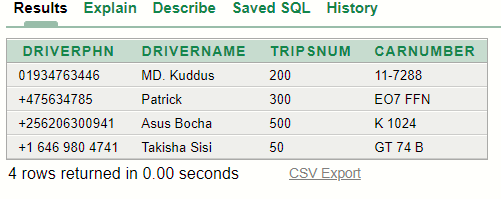 Results Explain Describe Saved SQL History
DRIVERPHN DRIVERNAME TRIPSNUM CARNUMBER
01934763446 MD. Kuddus 200 11-7288
+475634785 Patrick 300 EO7 FFN
+256206300941 Asus Bocha 500 K 1024
+1 646 980 4741 Takisha Sisi 50 GT 74 B
4 rows returned in 0.00 seconds CSV Export